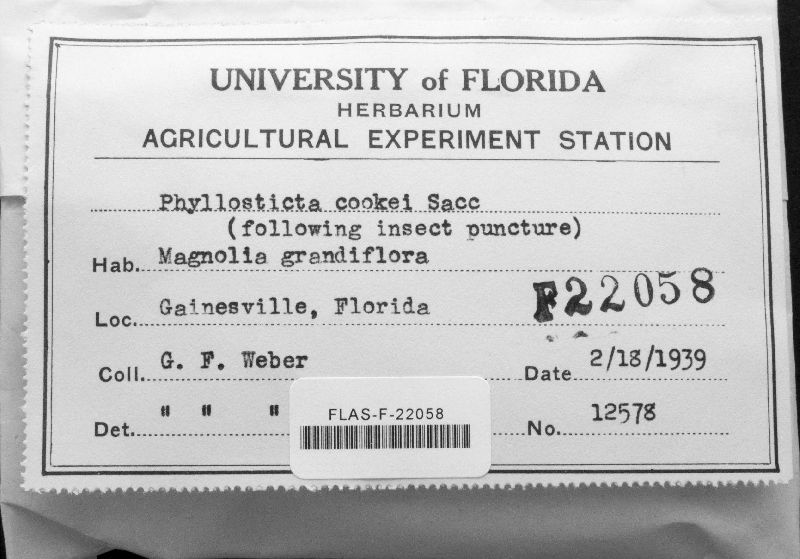 UNIVERSITY of FLORIDA
HERBARIUM
AGRICULTURAL EXPERIMENT STATION
Phyllosticta cookei Sacc
(following insect puncture)
Hab. Magnolia grandiflora
Loc. Gainesville, Florida
F22058
Coll. G. F. Weber
Date 2/18/1939
Det. " " "
No. 12578
FLAS-F-22058